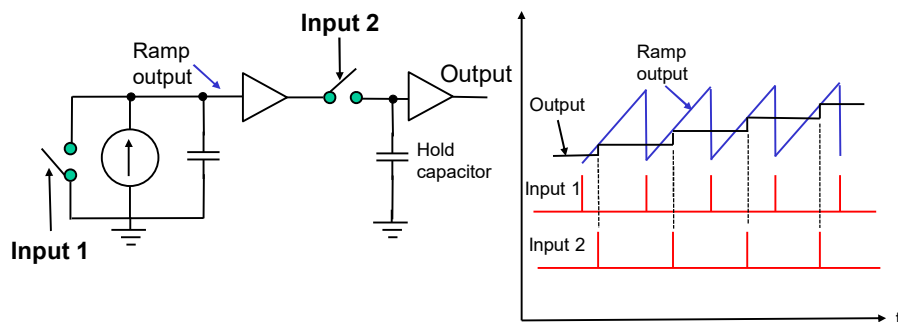 Input 2
Ramp
output
Output
Hold
capacitor
Input 1
Ramp
output
Output
Input 1
Input 2
t